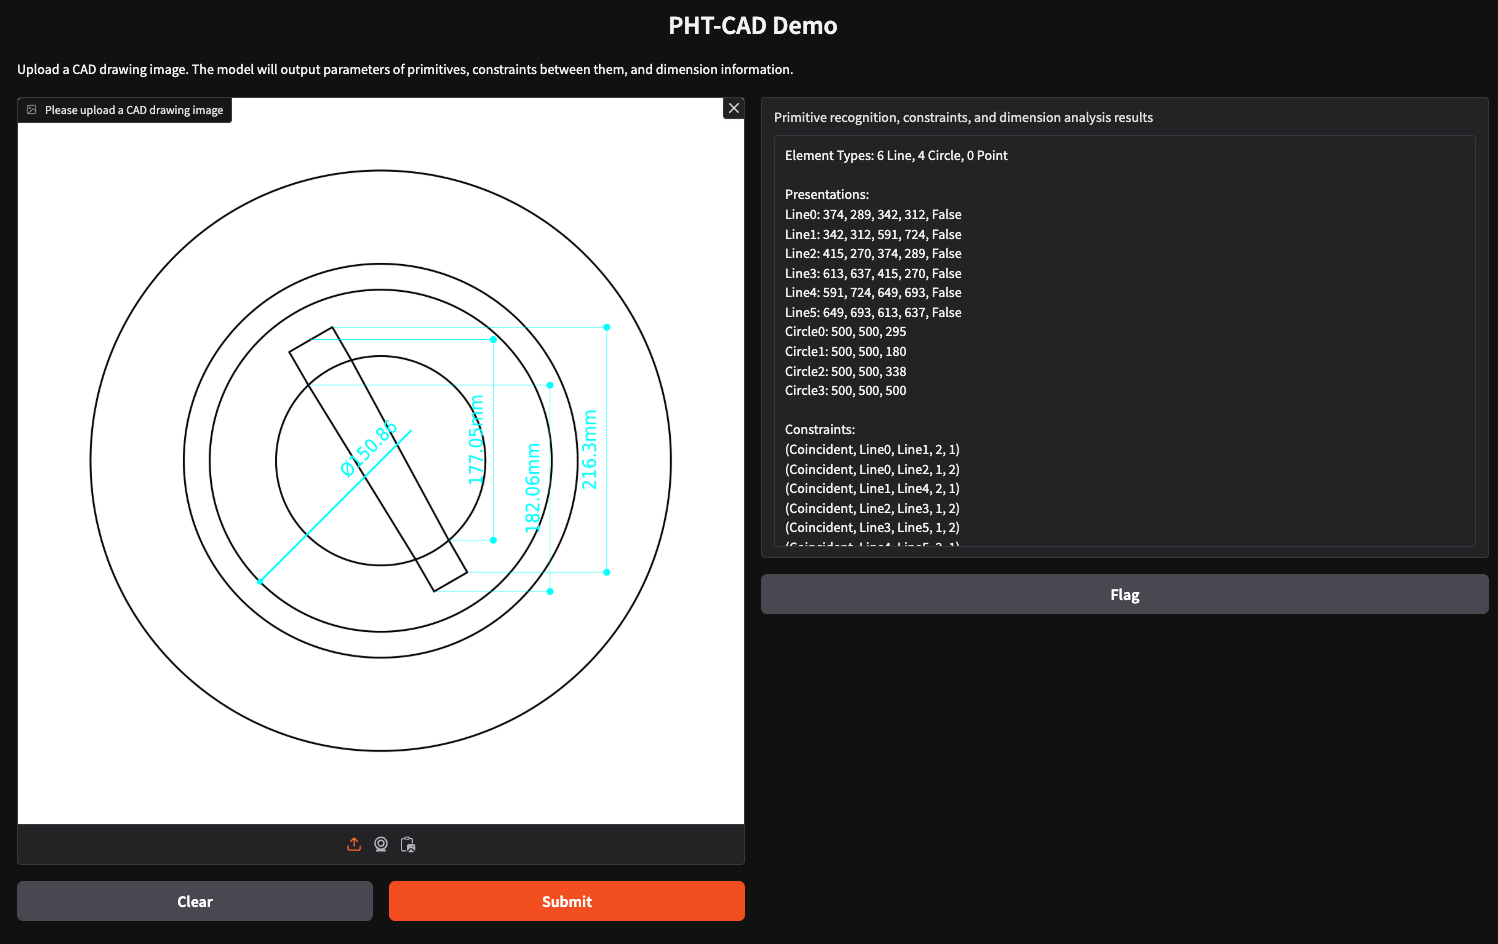 PHT-CAD Demo
Upload a CAD drawing image. The model will output parameters of primitives, constraints between them, and dimension information.
Please upload a CAD drawing image
Ø150.86
177.05mm
182.06mm
216.3mm
Clear
Submit
Primitive recognition, constraints, and dimension analysis results
Element Types: 6 Line, 4 Circle, 0 Point
Presentations:
Line0: 374, 289, 342, 312, False
Line1: 342, 312, 591, 724, False
Line2: 415, 270, 374, 289, False
Line3: 613, 637, 415, 270, False
Line4: 591, 724, 649, 693, False
Line5: 649, 693, 613, 637, False
Circle0: 500, 500, 295
Circle1: 500, 500, 180
Circle2: 500, 500, 338
Circle3: 500, 500, 500
Constraints:
(Coincident, Line0, Line1, 2, 1)
(Coincident, Line0, Line2, 1, 2)
(Coincident, Line1, Line4, 2, 1)
(Coincident, Line2, Line3, 1, 2)
(Coincident, Line3, Line5, 1, 2)
(Coincident, Line4, Line5, 2, 1)
Flag